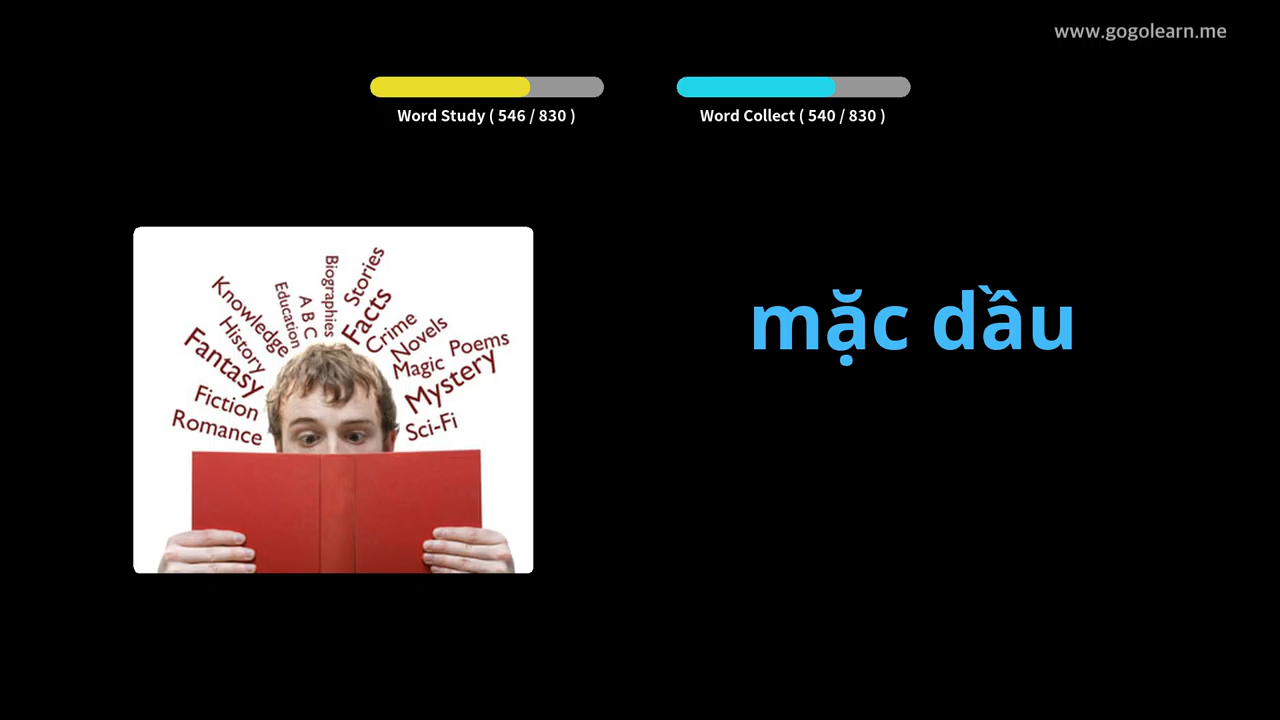 www.gogolearn.me
Word Study ( 546 / 830 )
Word Collect ( 540 / 830 )
mặc dầu
Biographies
Stories
Education
A B C
Facts
Knowledge
Crime
History
Novels
Poems
Fantasy
Magic
Mystery
Fiction
Romance
Sci-Fi